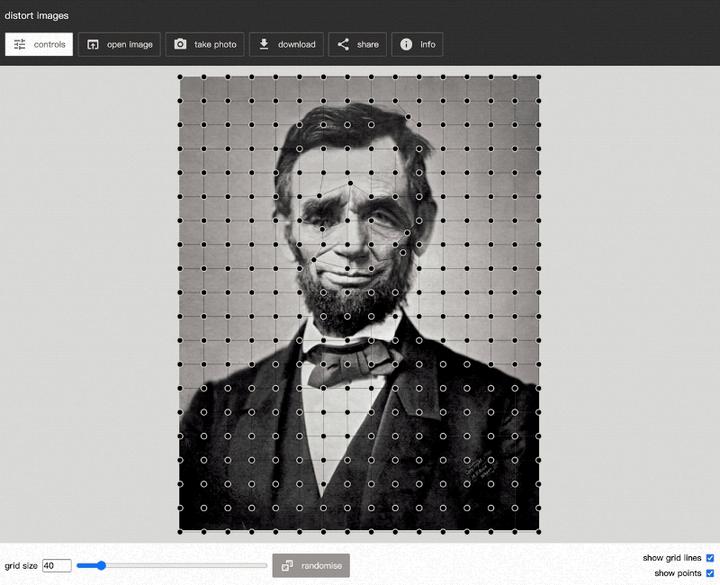 distort images
controls
open image
take photo
download
share
Info
grid size 40
randomise
show grid lines
show points